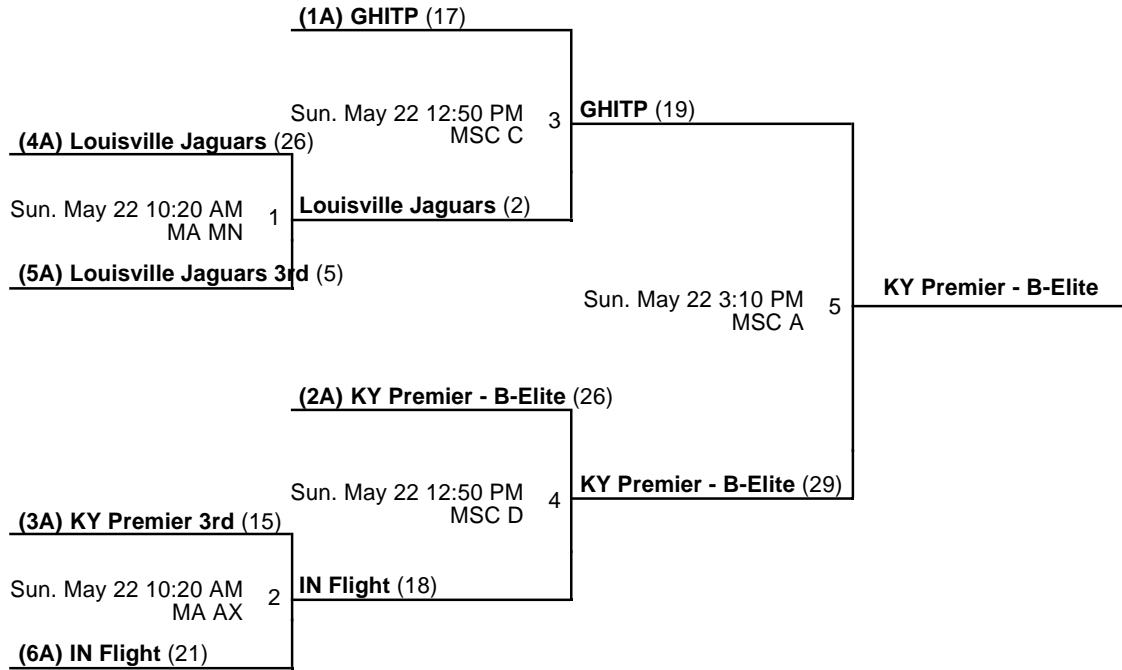 (1A) GHITP (17)
Sun. May 22 12:50 PM
MSC C
3
GHITP (19)
(4A) Louisville Jaguars (26)
Sun. May 22 10:20 AM
MA MN
1
Louisville Jaguars (2)
(5A) Louisville Jaguars 3rd (5)
Sun. May 22 3:10 PM
MSC A
5
KY Premier - B-Elite
(2A) KY Premier - B-Elite (26)
Sun. May 22 12:50 PM
MSC D
4
KY Premier - B-Elite (29)
(3A) KY Premier 3rd (15)
Sun. May 22 10:20 AM
MA AX
2
IN Flight (18)
(6A) IN Flight (21)